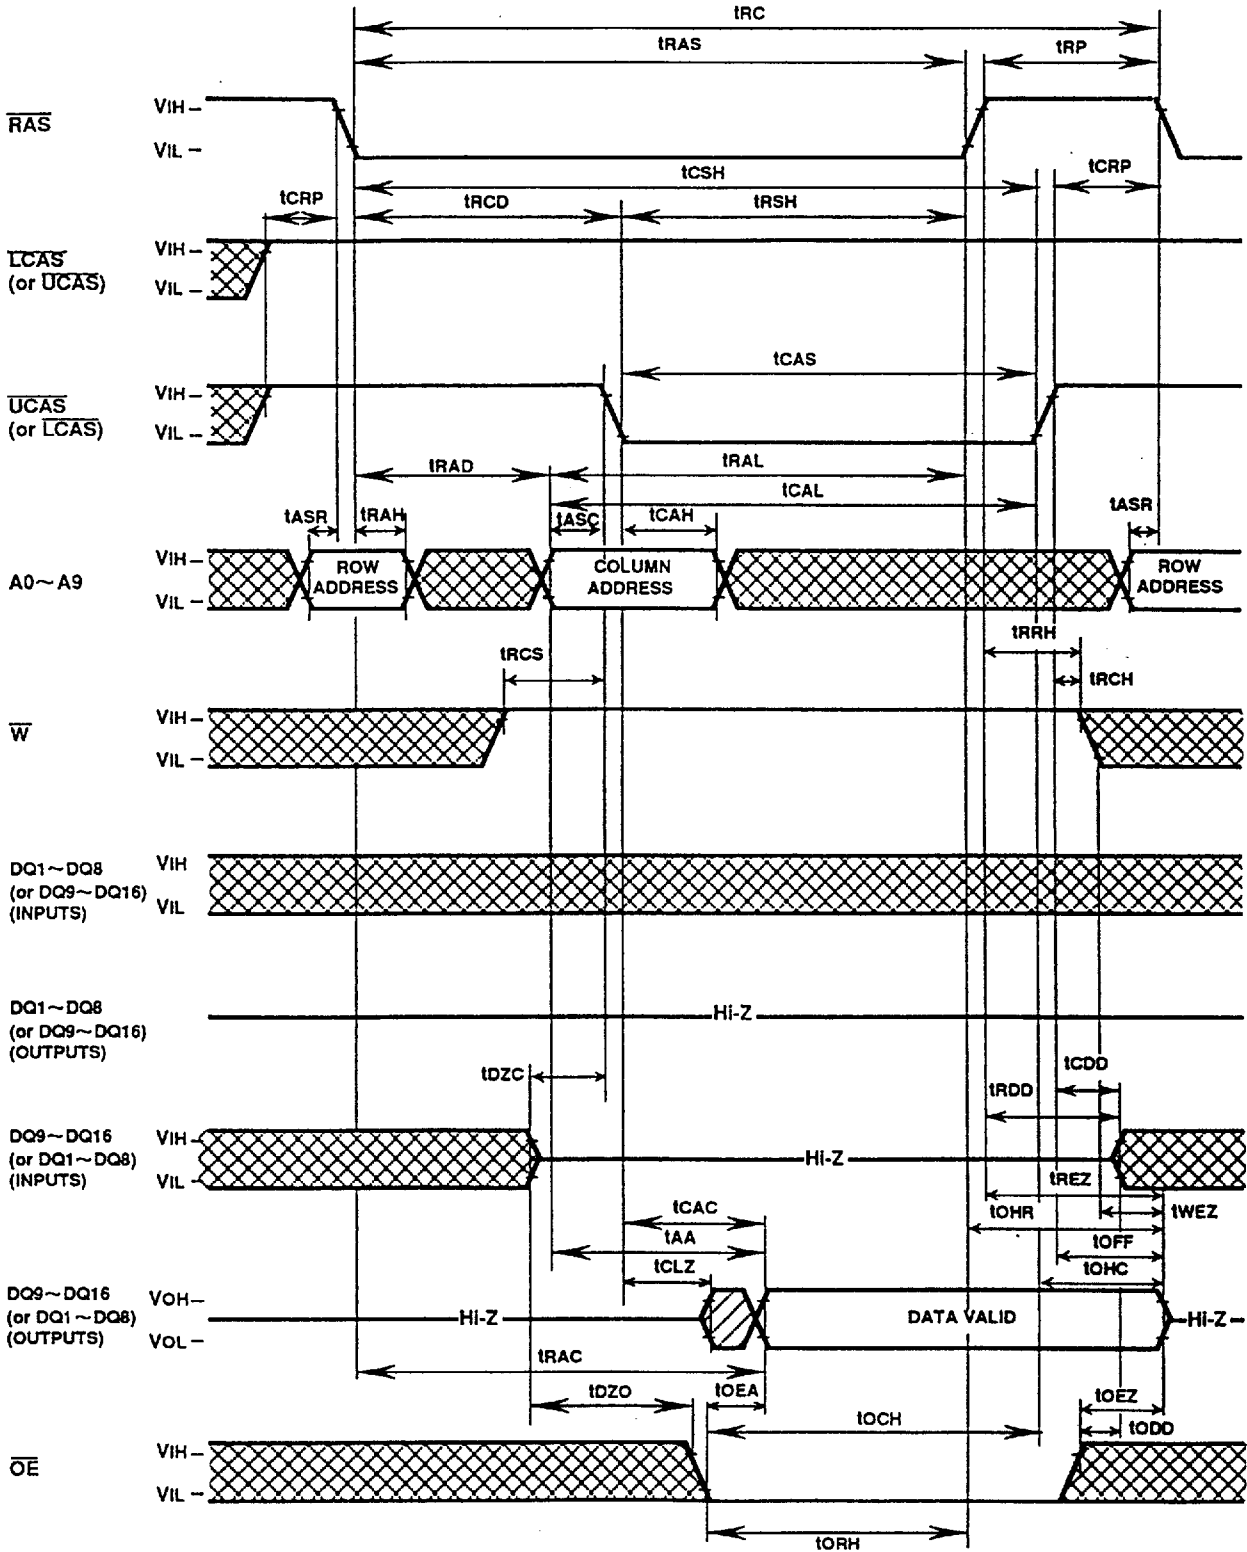 tRC
tRAS
tRP
RAS
VIH
VIL
tCSH
tCRP
tCRP
tRCD
tRSH
LCAS
(or UCAS)
VIH
VIL
tCAS
UCAS
(or LCAS)
VIH
VIL
tRAD
tRAL
tCAL
tASR
tRAH
tASC
tCAH
tASR
A0~A9
VIH
VIL
ROW
ADDRESS
COLUMN
ADDRESS
ROW
ADDRESS
tRRH
tRCS
tRCH
W
VIH
VIL
DQ1~DQ8
(or DQ9~DQ16)
(INPUTS)
VIH
VIL
DQ1~DQ8
(or DQ9~DQ16)
(OUTPUTS)
Hi-Z
tCDD
tDZC
tRDD
DQ9~DQ16
(or DQ1~DQ8)
(INPUTS)
VIH
VIL
Hi-Z
tREZ
tWEZ
tCAC
tOHR
tAA
tOFF
tCLZ
tOHC
DQ9~DQ16
(or DQ1~DQ8)
(OUTPUTS)
VOH
VOL
Hi-Z
DATA VALID
Hi-Z
tRAC
tDZO
tOEA
tOEZ
tOCH
tODD
OE
VIH
VIL
tORH